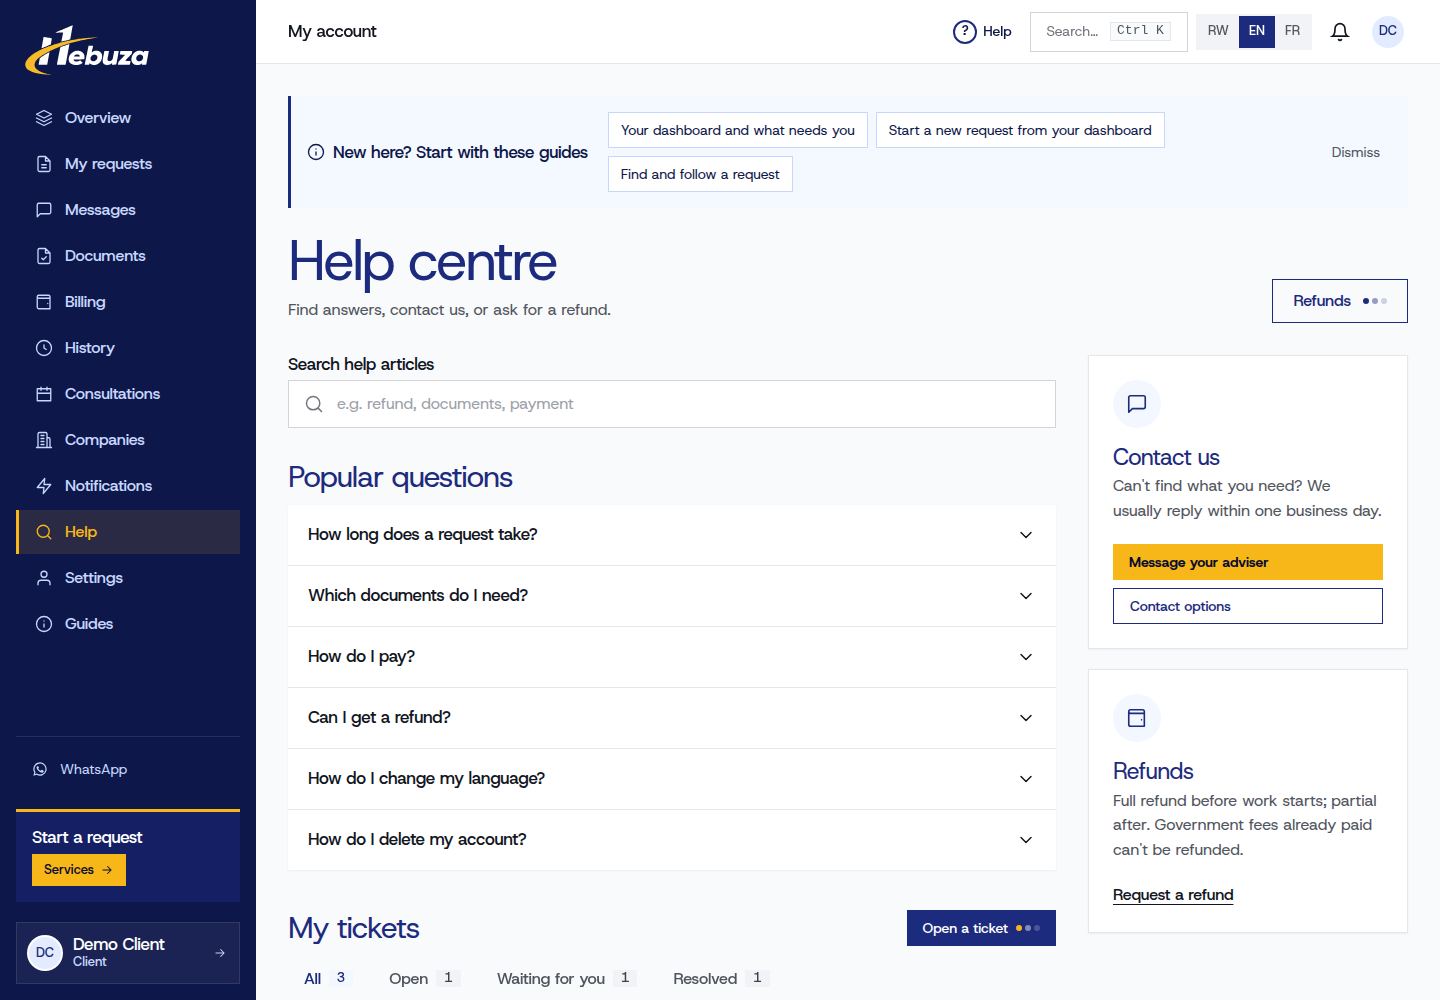 Hebuza
Overview
My requests
Messages
Documents
Billing
History
Consultations
Companies
Notifications
Help
Settings
Guides
WhatsApp
Start a request
Services
DC
Demo Client
Client
My account
? Help
Search... Ctrl K
RW EN FR
DC
New here? Start with these guides
Your dashboard and what needs you
Start a new request from your dashboard
Find and follow a request
Dismiss
Help centre
Find answers, contact us, or ask for a refund.
Refunds
Search help articles
e.g. refund, documents, payment
Popular questions
How long does a request take?
Which documents do I need?
How do I pay?
Can I get a refund?
How do I change my language?
How do I delete my account?
My tickets
Open a ticket
All 3 Open 1 Waiting for you 1 Resolved 1
Contact us
Can't find what you need? We
usually reply within one business day.
Message your adviser
Contact options
Refunds
Full refund before work starts; partial
after. Government fees already paid
can't be refunded.
Request a refund